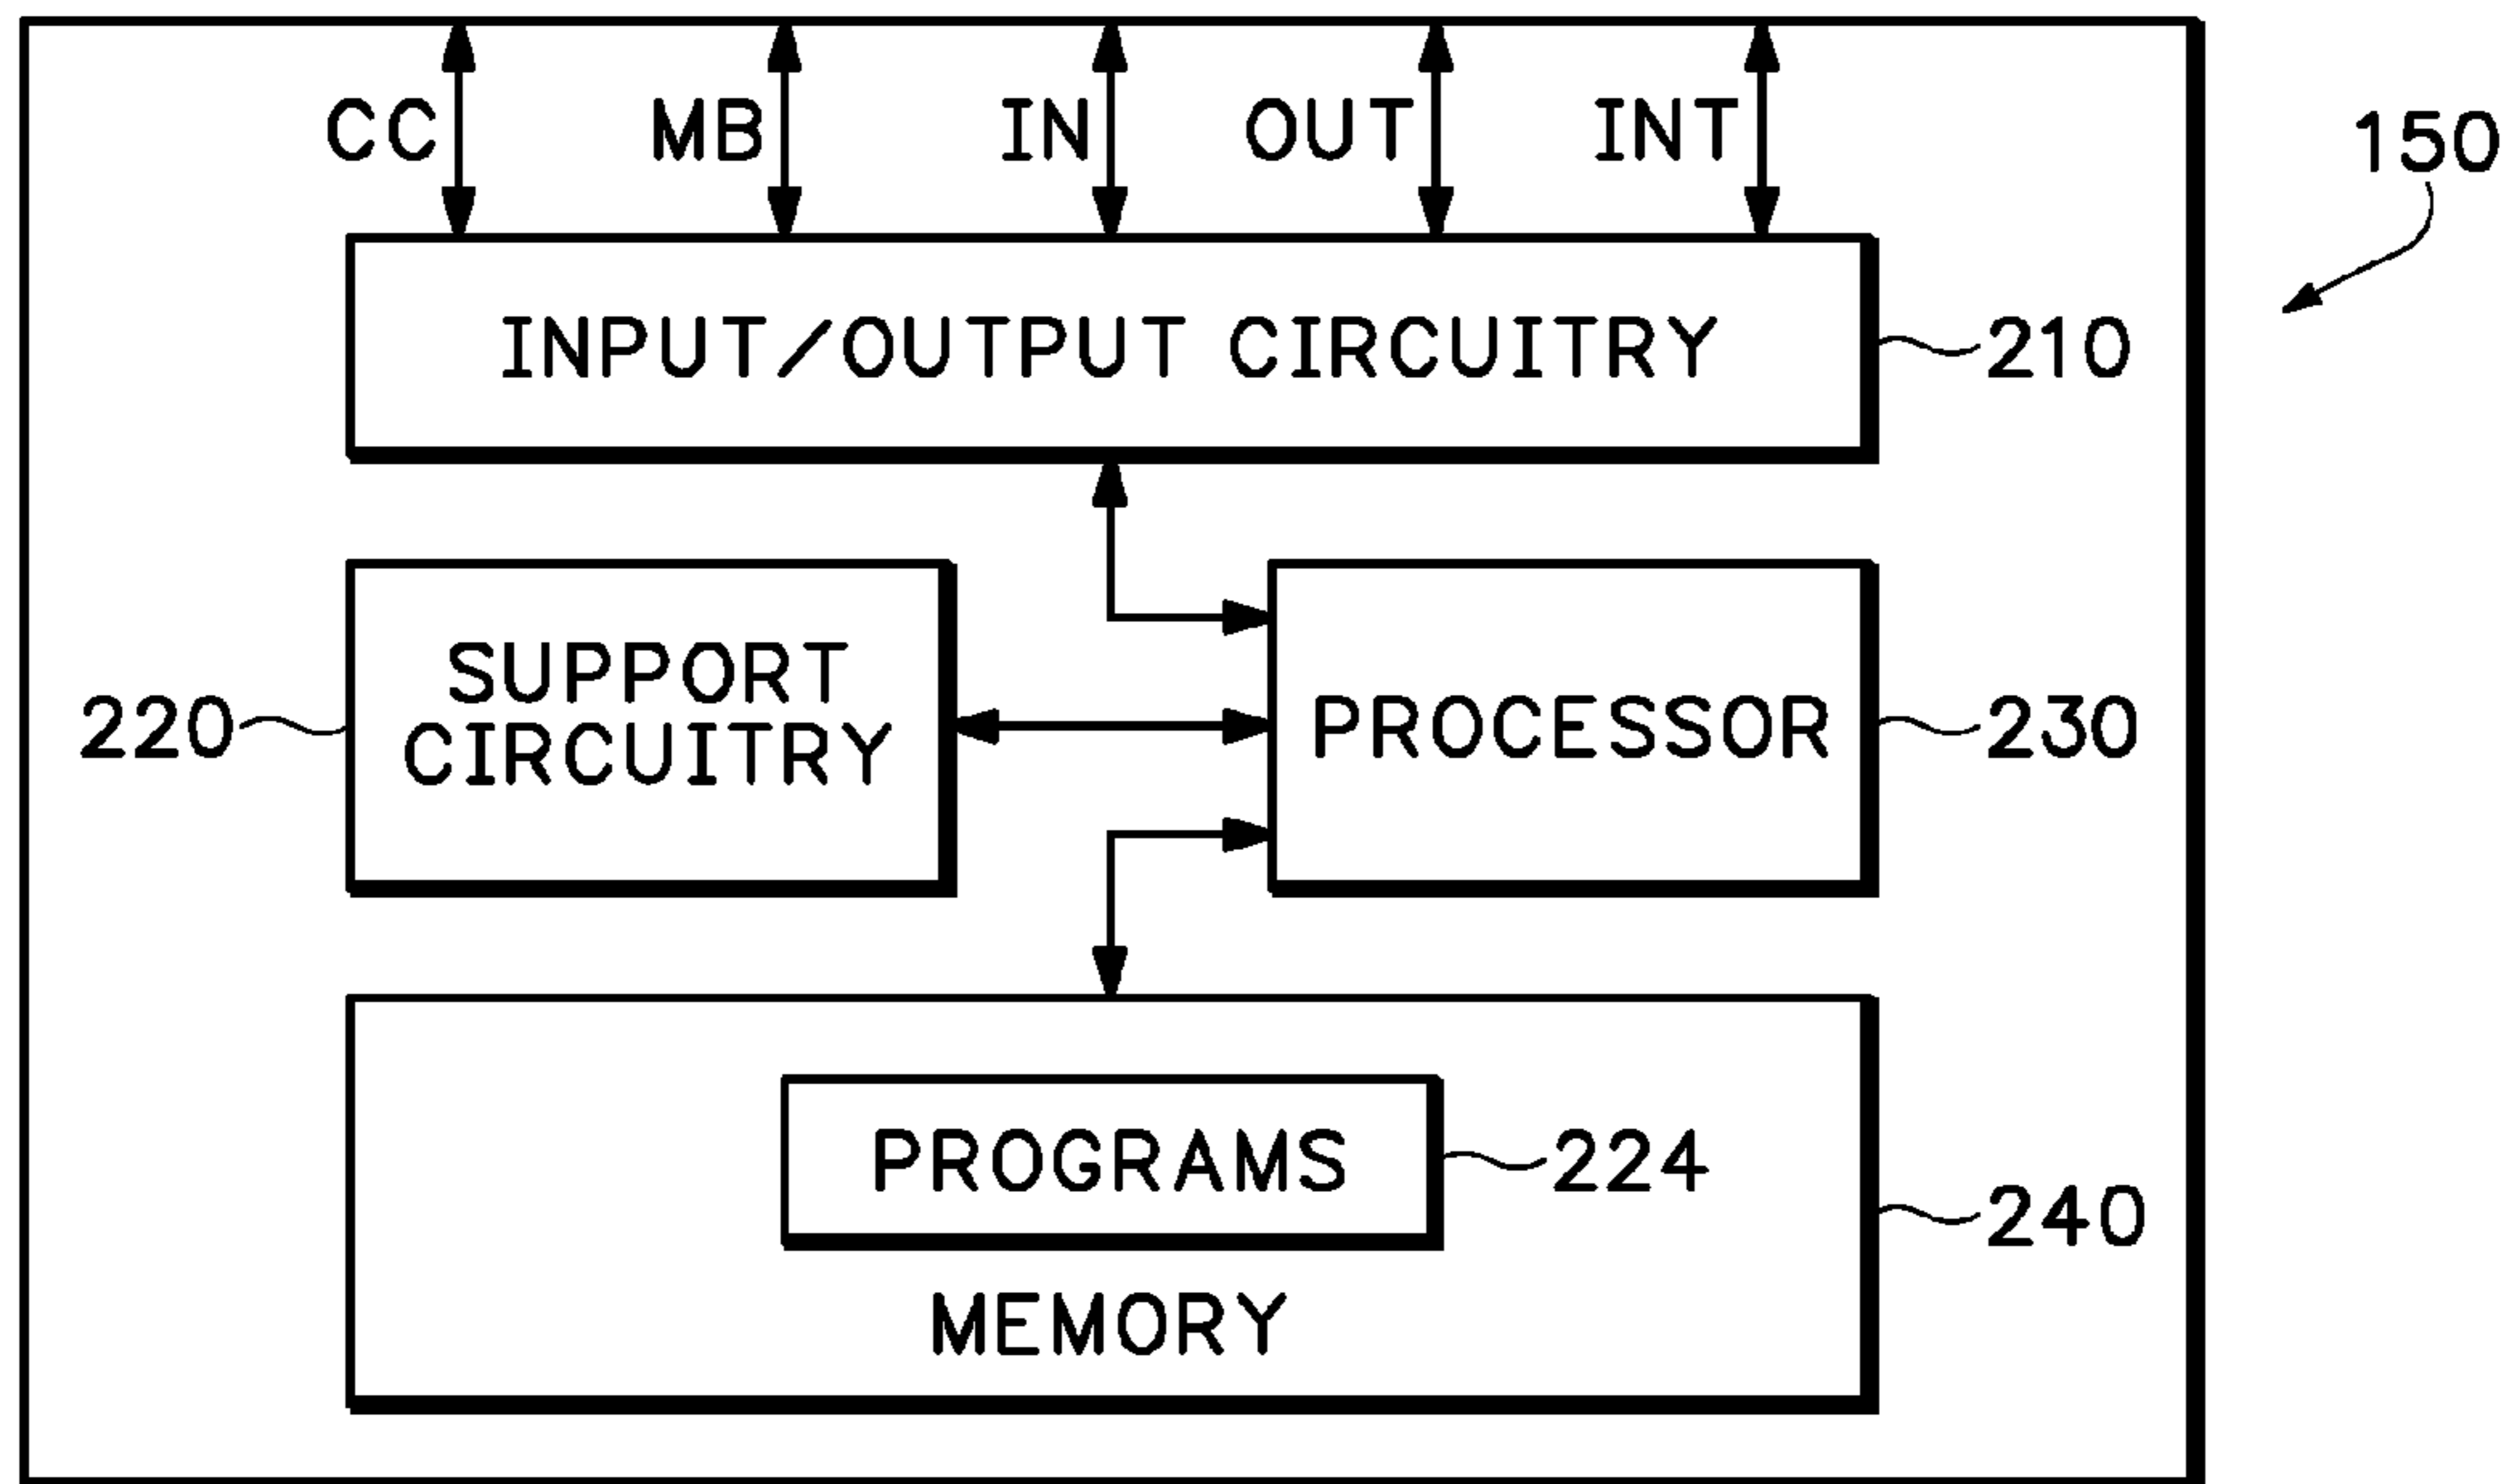 CC MB IN OUT INT
150
INPUT/OUTPUT CIRCUITRY 210
SUPPORT
CIRCUITRY
220
PROCESSOR 230
PROGRAMS 224
240
MEMORY